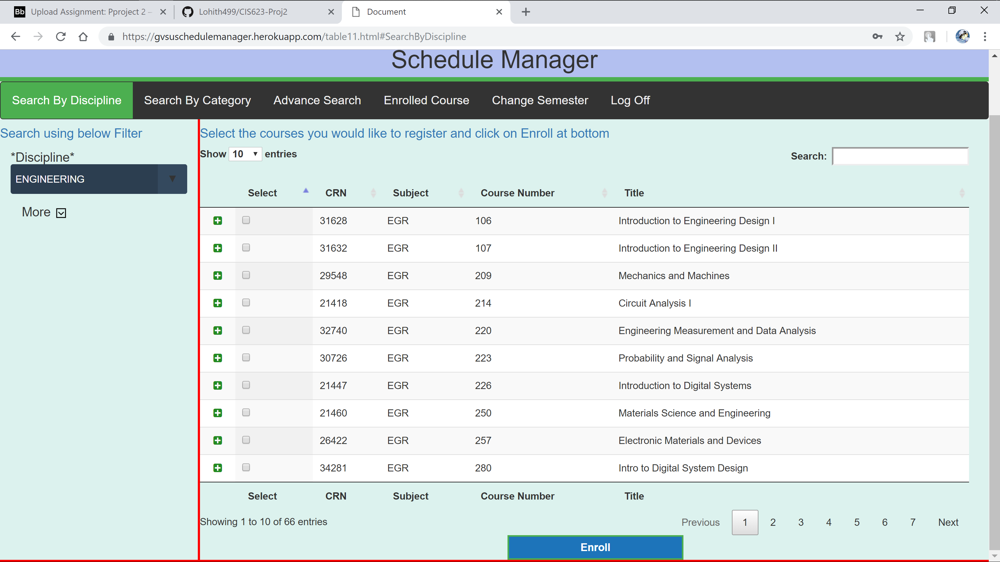 Bb Upload Assignment: Pproject 2 –
Lohith499/CIS623-Proj2
Document
https://gvsuschedulemanager.herokuapp.com/table11.html#SearchByDiscipline
Schedule Manager
Search By Discipline Search By Category Advance Search Enrolled Course Change Semester Log Off
Search using below Filter
*Discipline*
ENGINEERING
More
Select the courses you would like to register and click on Enroll at bottom
Show 10 entries
Search:
Select CRN Subject Course Number Title
31628 EGR 106 Introduction to Engineering Design I
31632 EGR 107 Introduction to Engineering Design II
29548 EGR 209 Mechanics and Machines
21418 EGR 214 Circuit Analysis I
32740 EGR 220 Engineering Measurement and Data Analysis
30726 EGR 223 Probability and Signal Analysis
21447 EGR 226 Introduction to Digital Systems
21460 EGR 250 Materials Science and Engineering
26422 EGR 257 Electronic Materials and Devices
34281 EGR 280 Intro to Digital System Design
Select CRN Subject Course Number Title
Showing 1 to 10 of 66 entries
Previous 1 2 3 4 5 6 7 Next
Enroll